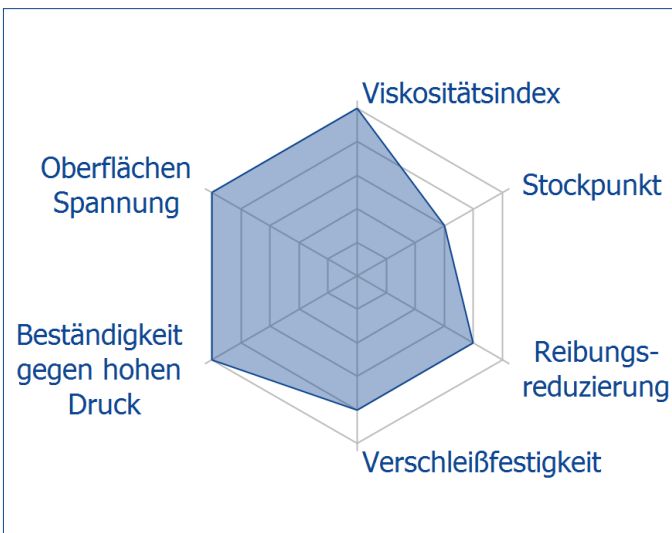 Viskositätsindex
Oberflächen
Spannung
Stockpunkt
Beständigkeit
gegen hohen
Druck
Reibungs-
reduzierung
Verschleißfestigkeit